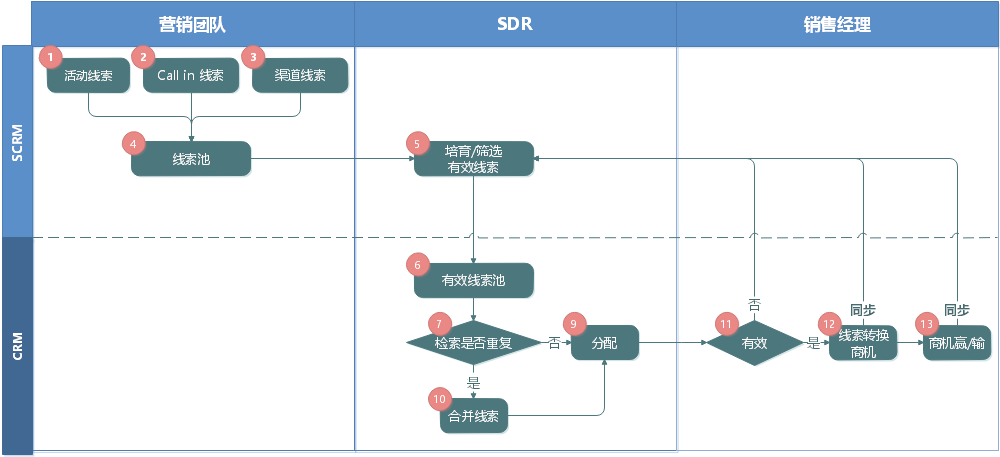 营销团队
SDR
销售经理
SCRM
1
活动线索
2
Call in 线索
3
渠道线索
4
线索池
5
培育/筛选
有效线索
CRM
6
有效线索池
7
检索是否重复
否
是
9
分配
10
合并线索
11
有效
否
是
12
线索转换
商机
同步
13
商机赢/输
同步